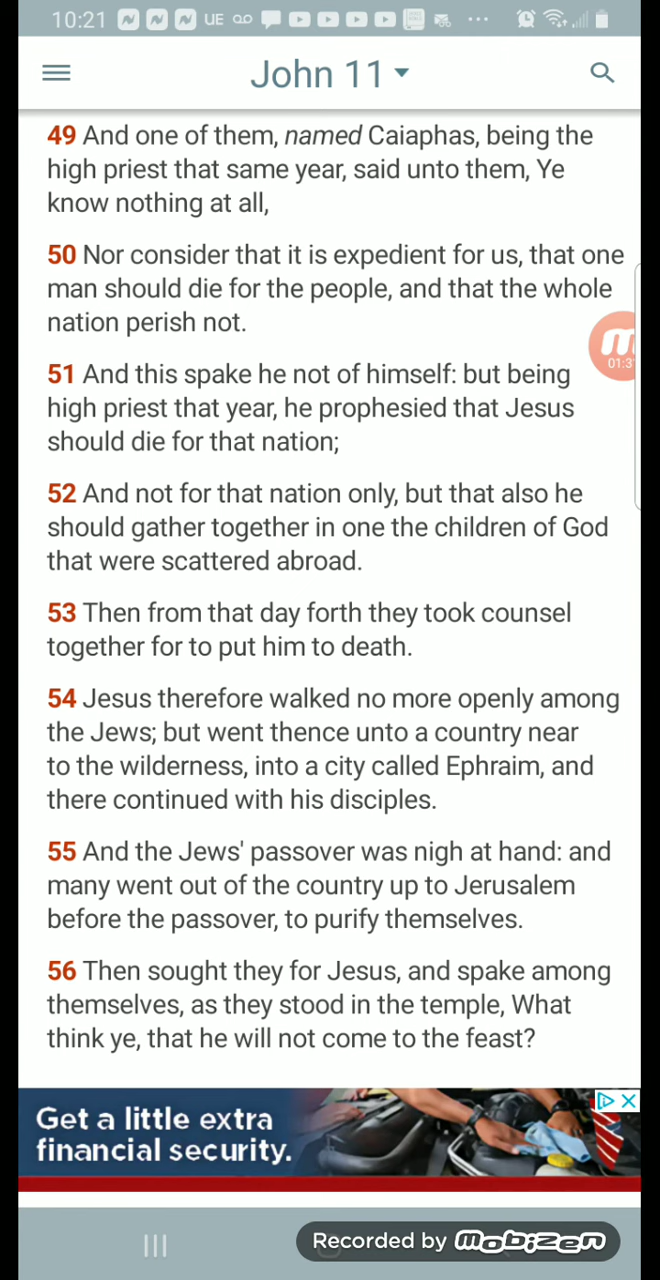 10:21 UE
John 11
49 And one of them, named Caiaphas, being the
high priest that same year, said unto them, Ye
know nothing at all,
50 Nor consider that it is expedient for us, that one
man should die for the people, and that the whole
nation perish not.
51 And this spake he not of himself: but being
high priest that year, he prophesied that Jesus
should die for that nation;
52 And not for that nation only, but that also he
should gather together in one the children of God
that were scattered abroad.
53 Then from that day forth they took counsel
together for to put him to death.
54 Jesus therefore walked no more openly among
the Jews; but went thence unto a country near
to the wilderness, into a city called Ephraim, and
there continued with his disciples.
55 And the Jews' passover was nigh at hand: and
many went out of the country up to Jerusalem
before the passover, to purify themselves.
56 Then sought they for Jesus, and spake among
themselves, as they stood in the temple, What
think ye, that he will not come to the feast?
Get a little extra
financial security.
Recorded by mobizen